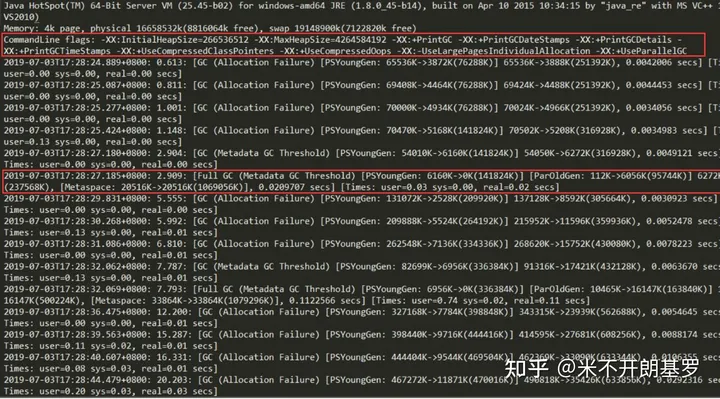 Java HotSpot(TM) 64-Bit Server VM (25.45-b02) for windows-amd64 JRE (1.8.0_45-b14), built on Apr 10 2015 10:34:15 by "java_re" with MS VC++ 1
VS2010)
Memory: 4k page, physical 16658532k(8816064k free), swap 19148900k(7122820k free)
CommandLine flags: -XX:InitialHeapSize=266536512 -XX:MaxHeapSize=4264584192 -XX:+PrintGC -XX:+PrintGCDateStamps -XX:+PrintGCDetails -
XX:+PrintGCTimeStamps -XX:+UseCompressedClassPointers -XX:+UseCompressedOops -XX:-UseLargePagesIndividualAllocation -XX:+UseParallelGC
2019-07-03T17:28:24.889+0800: 0.613: [GC (Allocation Failure) [PSYoungGen: 65536K->3872K(76288K)] 65536K->3888K(251392K), 0.0042006 secs] [Ti
user=0.00 sys=0.00, real=0.00 secs]
2019-07-03T17:28:25.087+0800: 0.811: [GC (Allocation Failure) [PSYoungGen: 69408K->4464K(76288K)] 69424K->4488K(251392K), 0.0044453 secs] [Ti
user=0.00 sys=0.00, real=0.00 secs]
2019-07-03T17:28:25.277+0800: 1.001: [GC (Allocation Failure) [PSYoungGen: 70000K->4934K(76288K)] 70024K->4966K(251392K), 0.0034056 secs] [Ti
user=0.00 sys=0.00, real=0.00 secs]
2019-07-03T17:28:25.424+0800: 1.148: [GC (Allocation Failure) [PSYoungGen: 70470K->5168K(141824K)] 70502K->5208K(316928K), 0.0034983 secs] [T
user=0.13 sys=0.00, real=0.00 secs]
2019-07-03T17:28:27.180+0800: 2.904: [GC (Metadata GC Threshold) [PSYoungGen: 54010K->6160K(141824K)] 54050K->6272K(316928K), 0.0049121 secs]
Times: user=0.00 sys=0.00, real=0.01 secs]
2019-07-03T17:28:27.185+0800: 2.909: [Full GC (Metadata GC Threshold) [PSYoungGen: 6160K->0K(141824K)] [ParOldGen: 112K->6056K(95744K)] 6272K
(237568K), [Metaspace: 20516K->20516K(1069056K)], 0.0209707 secs] [Times: user=0.03 sys=0.00, real=0.02 secs]
2019-07-03T17:28:29.831+0800: 5.555: [GC (Allocation Failure) [PSYoungGen: 131072K->2528K(209920K)] 137128K->8592K(305664K), 0.0030923 secs]
Times: user=0.00 sys=0.00, real=0.00 secs]
2019-07-03T17:28:30.268+0800: 5.992: [GC (Allocation Failure) [PSYoungGen: 209888K->5524K(264192K)] 215952K->11596K(359936K), 0.0052478 secs]
Times: user=0.13 sys=0.00, real=0.01 secs]
2019-07-03T17:28:31.086+0800: 6.810: [GC (Allocation Failure) [PSYoungGen: 262548K->7136K(334336K)] 268620K->15752K(430080K), 0.0078223 secs]
Times: user=0.00 sys=0.00, real=0.01 secs]
2019-07-03T17:28:32.062+0800: 7.787: [GC (Metadata GC Threshold) [PSYoungGen: 82699K->6956K(336384K)] 91316K->17421K(432128K), 0.0063670 secs
Times: user=0.13 sys=0.00, real=0.01 secs]
2019-07-03T17:28:32.069+0800: 7.793: [Full GC (Metadata GC Threshold) [PSYoungGen: 6956K->0K(336384K)] [ParOldGen: 10465K->16147K(163840K)] 1
16147K(500224K), [Metaspace: 33864K->33864K(1079296K)], 0.1122566 secs] [Times: user=0.74 sys=0.02, real=0.11 secs]
2019-07-03T17:28:36.475+0800: 12.200: [GC (Allocation Failure) [PSYoungGen: 327168K->7784K(398848K)] 343315K->23939K(562688K), 0.0054645 secs
Times: user=0.00 sys=0.00, real=0.01 secs]
2019-07-03T17:28:39.563+0800: 15.287: [GC (Allocation Failure) [PSYoungGen: 398440K->9716K(444416K)] 414595K->27681K(608256K), 0.0088174 secs
Times: user=0.11 sys=0.02, real=0.01 secs]
2019-07-03T17:28:40.607+0800: 16.331: [GC (Allocation Failure) [PSYoungGen: 444404K->9544K(469504K)] 462369K->33090K(633344K), 0.0106355 secs
Times: user=0.08 sys=0.03, real=0.01 secs]
2019-07-03T17:28:44.479+0800: 20.203: [GC (Allocation Failure) [PSYoungGen: 467272K->11871K(470016K)] 490818K->35426K(633856K), 0.0292316 secs
Times: user=0.20 sys=0.03, real=0.03 secs]
知乎 @米不开朗基罗